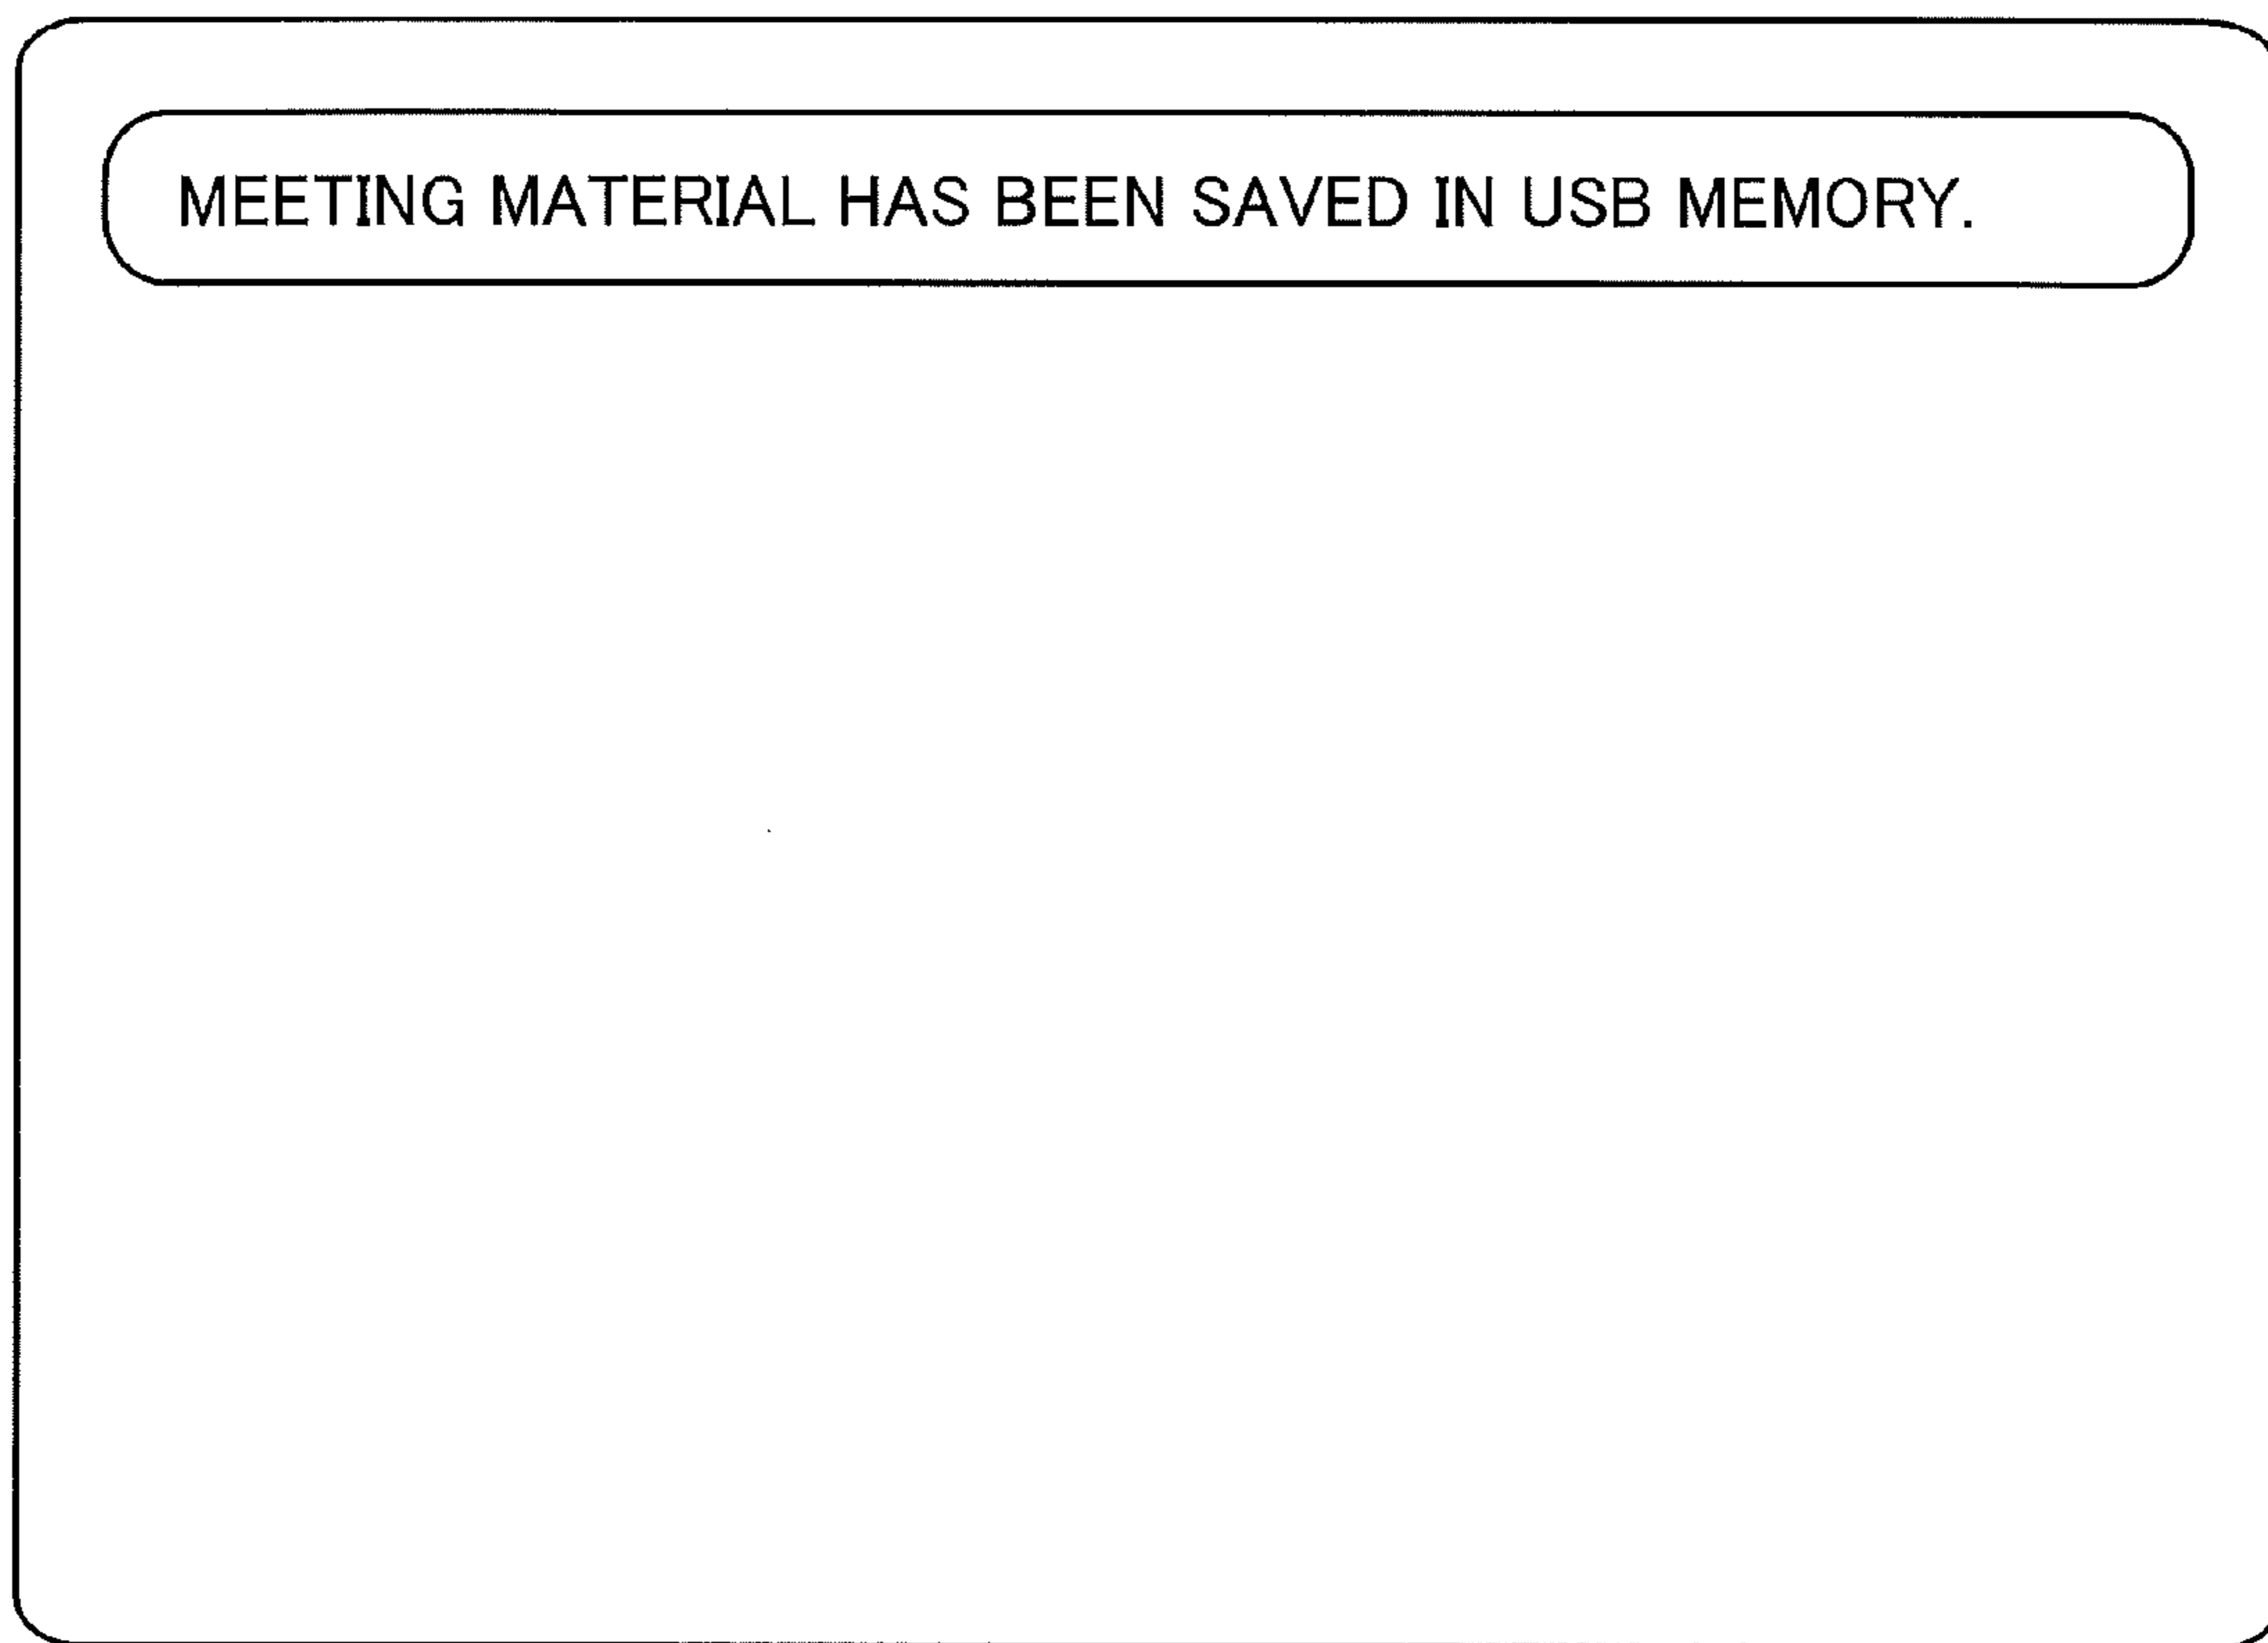 MEETING MATERIAL HAS BEEN SAVED IN USB MEMORY.